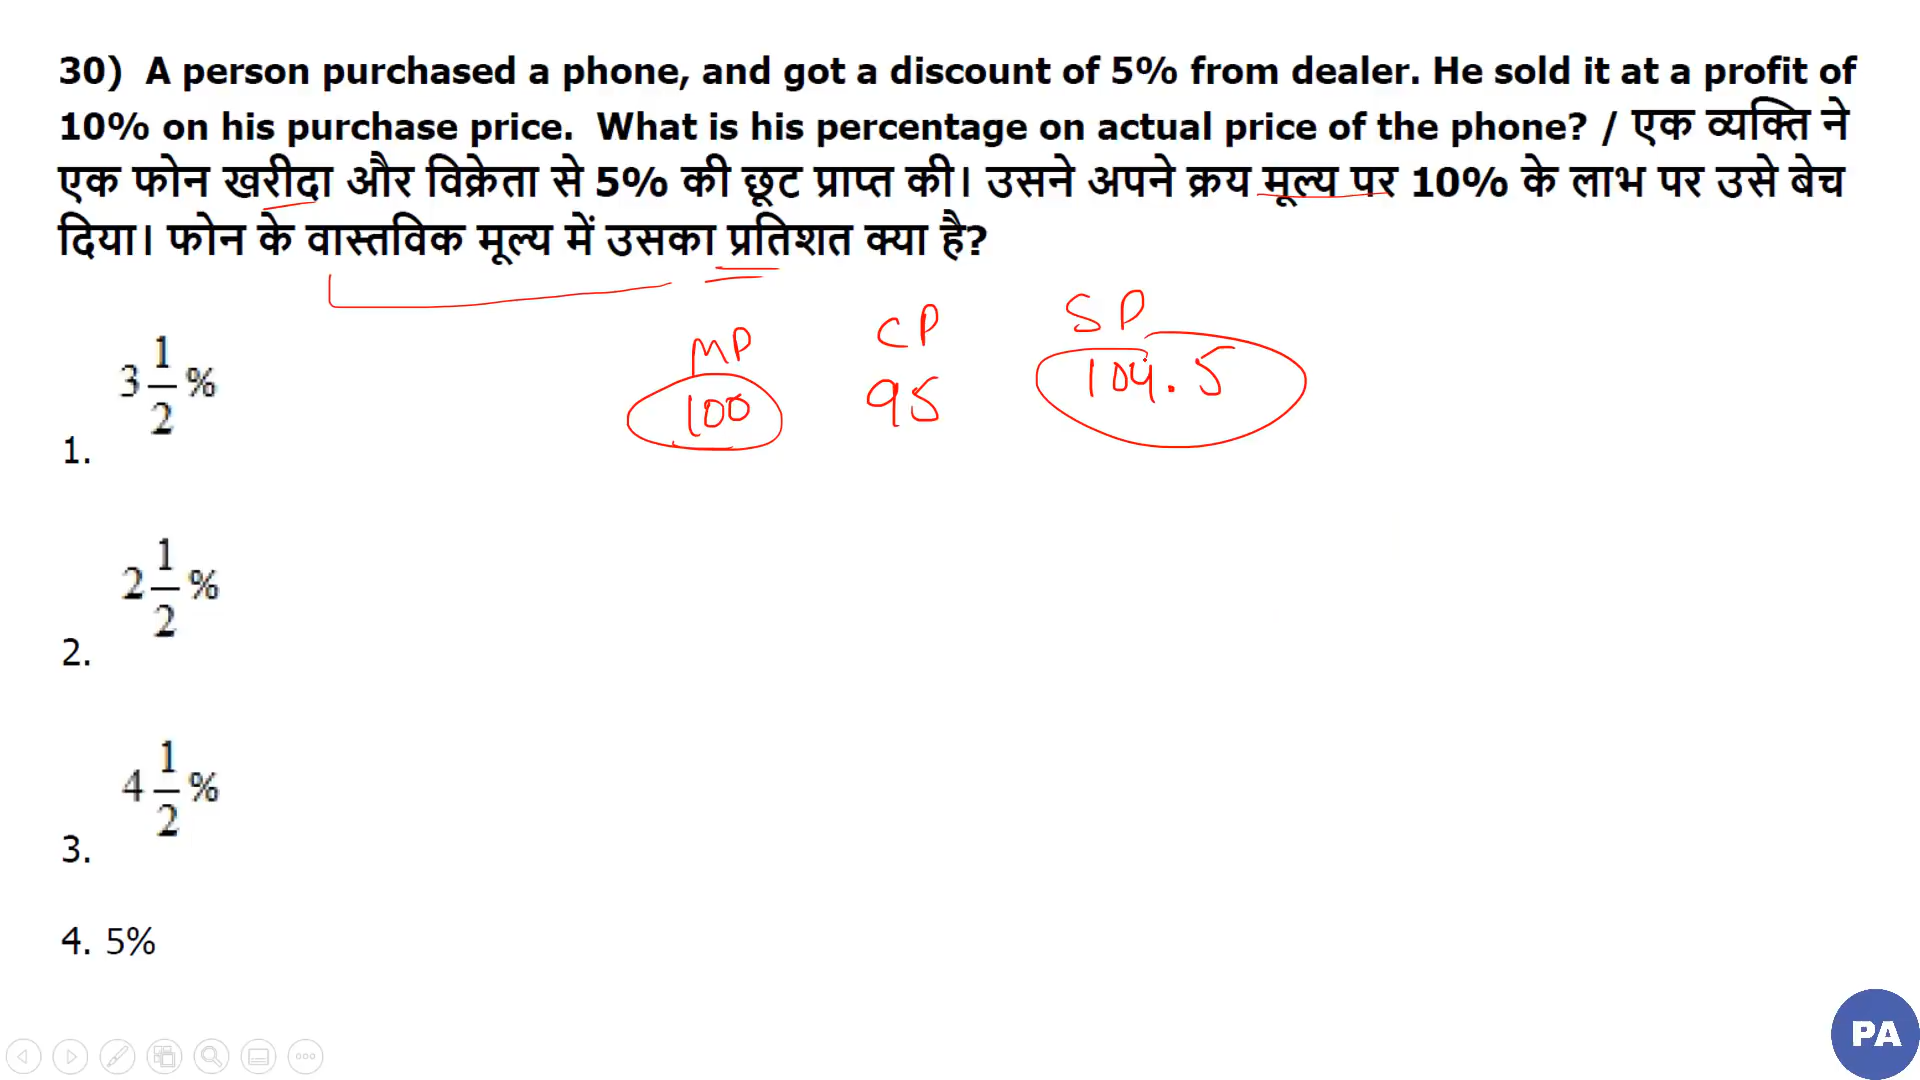 30) A person purchased a phone, and got a discount of 5% from dealer. He sold it at a profit of
10% on his purchase price. What is his percentage on actual price of the phone? / एक व्यक्ति ने
एक फोन खरीदा और विक्रेता से 5% की छूट प्राप्त की। उसने अपने क्रय मूल्य पर 10% के लाभ पर उसे बेच
दिया। फोन के वास्तविक मूल्य में उसका प्रतिशत क्या है?
MP CP SP
100 95 104.5
1. 3 1/2 %
2. 2 1/2 %
3. 4 1/2 %
4. 5%
PA